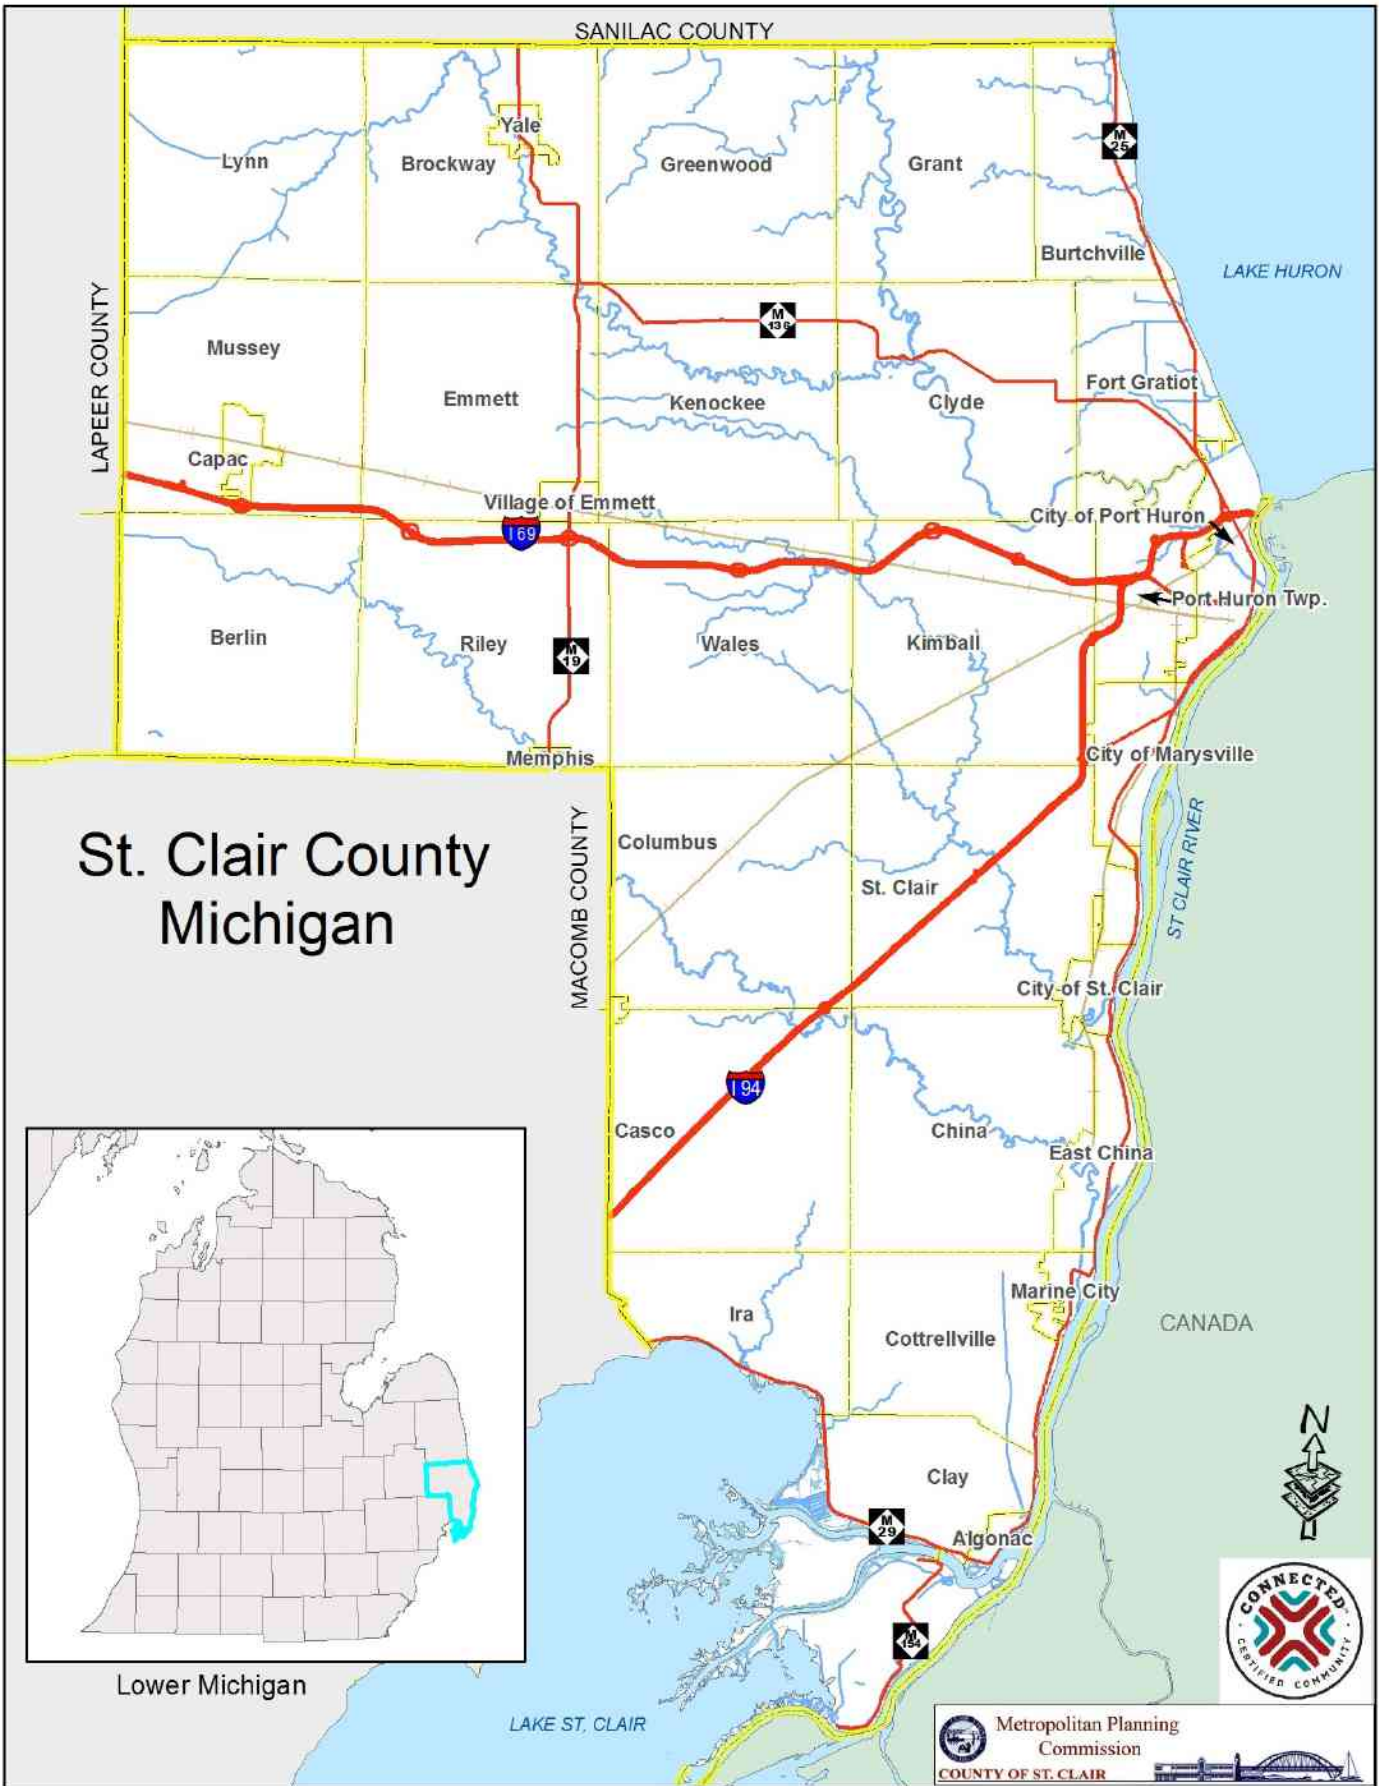 SANILAC COUNTY
Yale
Lynn
Brockway
Greenwood
Grant
M
25
Burtchville
LAKE HURON
LAPEER COUNTY
M
136
Mussey
Fort Gratiot
Emmett
Kenockee
Clyde
Capac
Village of Emmett
City of Port Huron
I 69
Port Huron Twp.
Berlin
Riley
M
19
Wales
Kimball
Memphis
City of Marysville
St. Clair County
Michigan
MACOMB COUNTY
Columbus
ST CLAIR RIVER
St. Clair
City of St. Clair
I 94
Casco
China
East China
Marine City
Ira
Cottrellville
CANADA
N
Clay
M
29
Algonac
M
154
CONNECTED
CERTIFIED COMMUNITY
Lower Michigan
LAKE ST, CLAIR
Metropolitan Planning
Commission
COUNTY OF ST. CLAIR